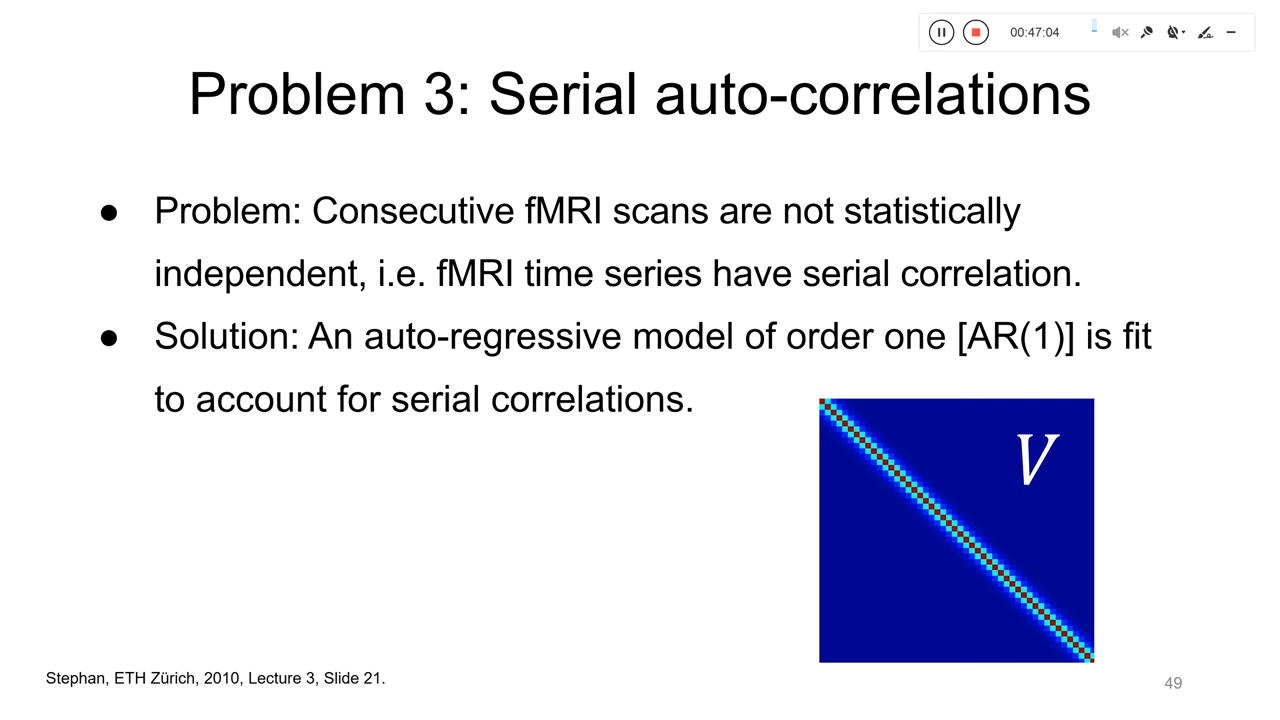 00:47:04
Problem 3: Serial auto-correlations
● Problem: Consecutive fMRI scans are not statistically
independent, i.e. fMRI time series have serial correlation.
● Solution: An auto-regressive model of order one [AR(1)] is fit
to account for serial correlations.
V
Stephan, ETH Zürich, 2010, Lecture 3, Slide 21.
49